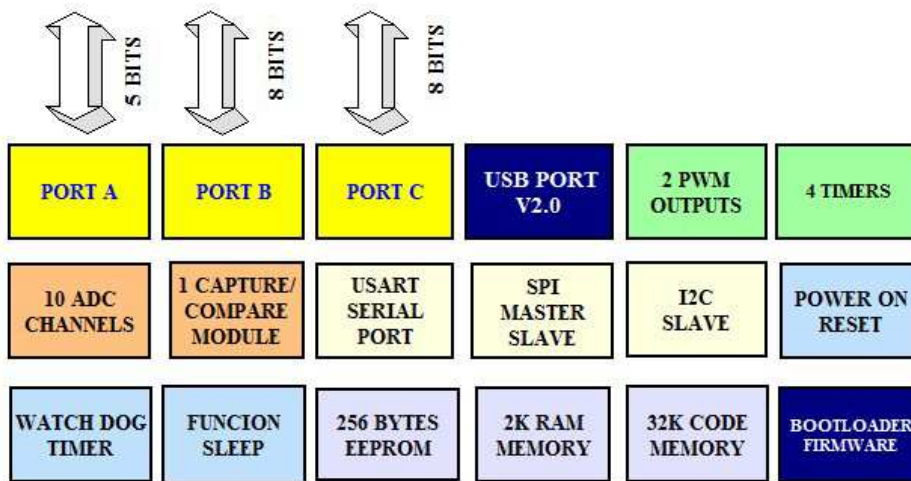 5 BITS
8 BITS
8 BITS
PORT A
PORT B
PORT C
USB PORT
V2.0
2 PWM
OUTPUTS
4 TIMERS
10 ADC
CHANNELS
1 CAPTURE/
COMPARE
MODULE
USART
SERIAL
PORT
SPI
MASTER
SLAVE
I2C
SLAVE
POWER ON
RESET
WATCH DOG
TIMER
FUNCION
SLEEP
256 BYTES
EEPROM
2K RAM
MEMORY
32K CODE
MEMORY
BOOTLOADER
FIRMWARE